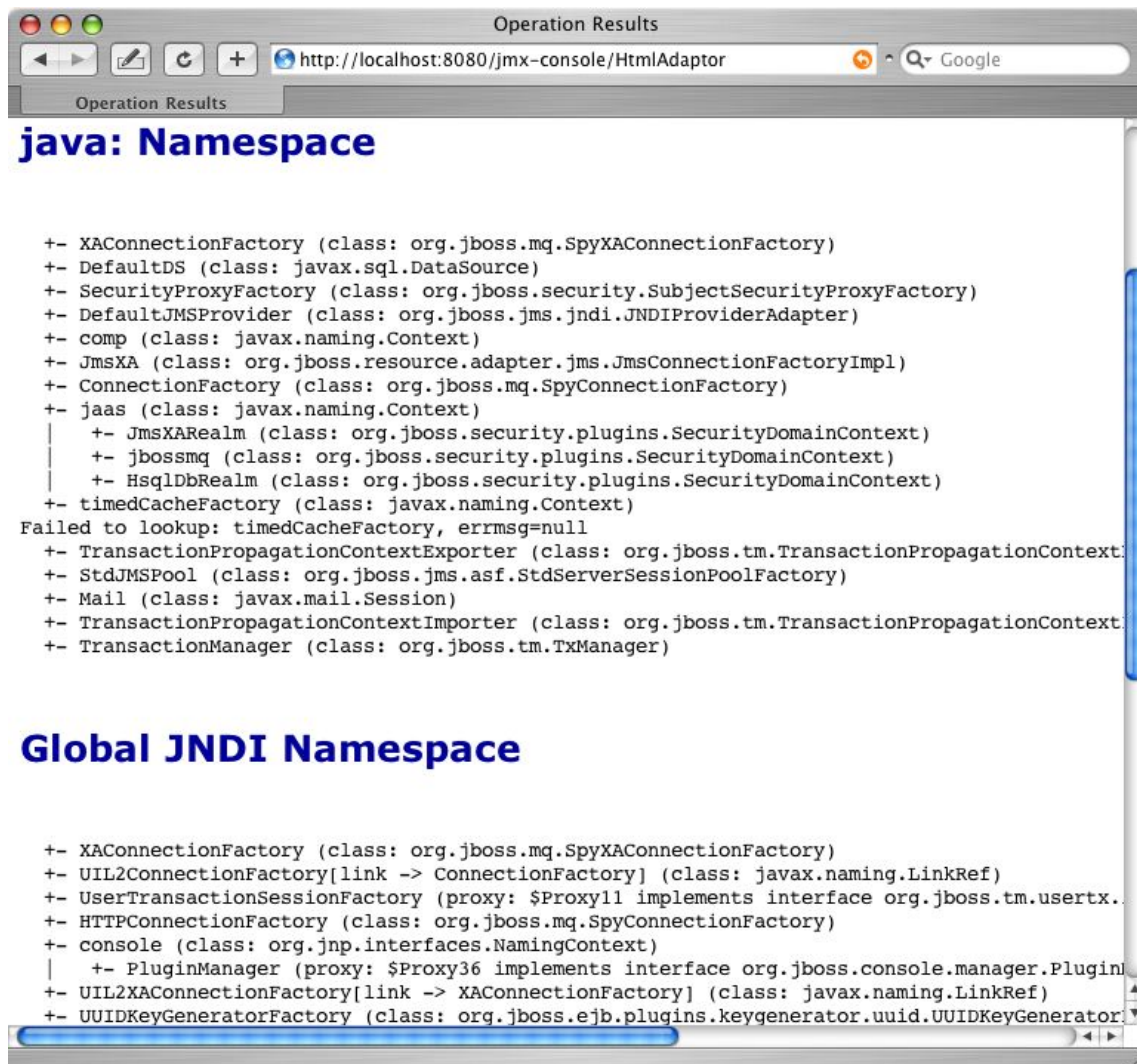 Operation Results
http://localhost:8080/jmx-console/HtmlAdaptor
Google
Operation Results
java: Namespace
+- XAConnectionFactory (class: org.jboss.mq.SpyXAConnectionFactory)
+- DefaultDS (class: javax.sql.DataSource)
+- SecurityProxyFactory (class: org.jboss.security.SubjectSecurityProxyFactory)
+- DefaultJMSProvider (class: org.jboss.jms.jndi.JNDIProviderAdapter)
+- comp (class: javax.naming.Context)
+- JmsXA (class: org.jboss.resource.adapter.jms.JmsConnectionFactoryImpl)
+- ConnectionFactory (class: org.jboss.mq.SpyConnectionFactory)
+- jaas (class: javax.naming.Context)
|   +- JmsXARealm (class: org.jboss.security.plugins.SecurityDomainContext)
|   +- jbossmq (class: org.jboss.security.plugins.SecurityDomainContext)
|   +- HsqlDbRealm (class: org.jboss.security.plugins.SecurityDomainContext)
+- timedCacheFactory (class: javax.naming.Context)
Failed to lookup: timedCacheFactory, errmsg=null
+- TransactionPropagationContextExporter (class: org.jboss.tm.TransactionPropagationContext
+- StdJMSPool (class: org.jboss.jms.asf.StdServerSessionPoolFactory)
+- Mail (class: javax.mail.Session)
+- TransactionPropagationContextImporter (class: org.jboss.tm.TransactionPropagationContext
+- TransactionManager (class: org.jboss.tm.TxManager)
Global JNDI Namespace
+- XAConnectionFactory (class: org.jboss.mq.SpyXAConnectionFactory)
+- UIL2ConnectionFactory[link -> ConnectionFactory] (class: javax.naming.LinkRef)
+- UserTransactionSessionFactory (proxy: $Proxy11 implements interface org.jboss.tm.usertx.
+- HTTPConnectionFactory (class: org.jboss.mq.SpyConnectionFactory)
+- console (class: org.jnp.interfaces.NamingContext)
|   +- PluginManager (proxy: $Proxy36 implements interface org.jboss.console.manager.Plugin
+- UIL2XAConnectionFactory[link -> XAConnectionFactory] (class: javax.naming.LinkRef)
+- UUIDKeyGeneratorFactory (class: org.jboss.ejb.plugins.keygenerator.uuid.UUIDKeyGenerator